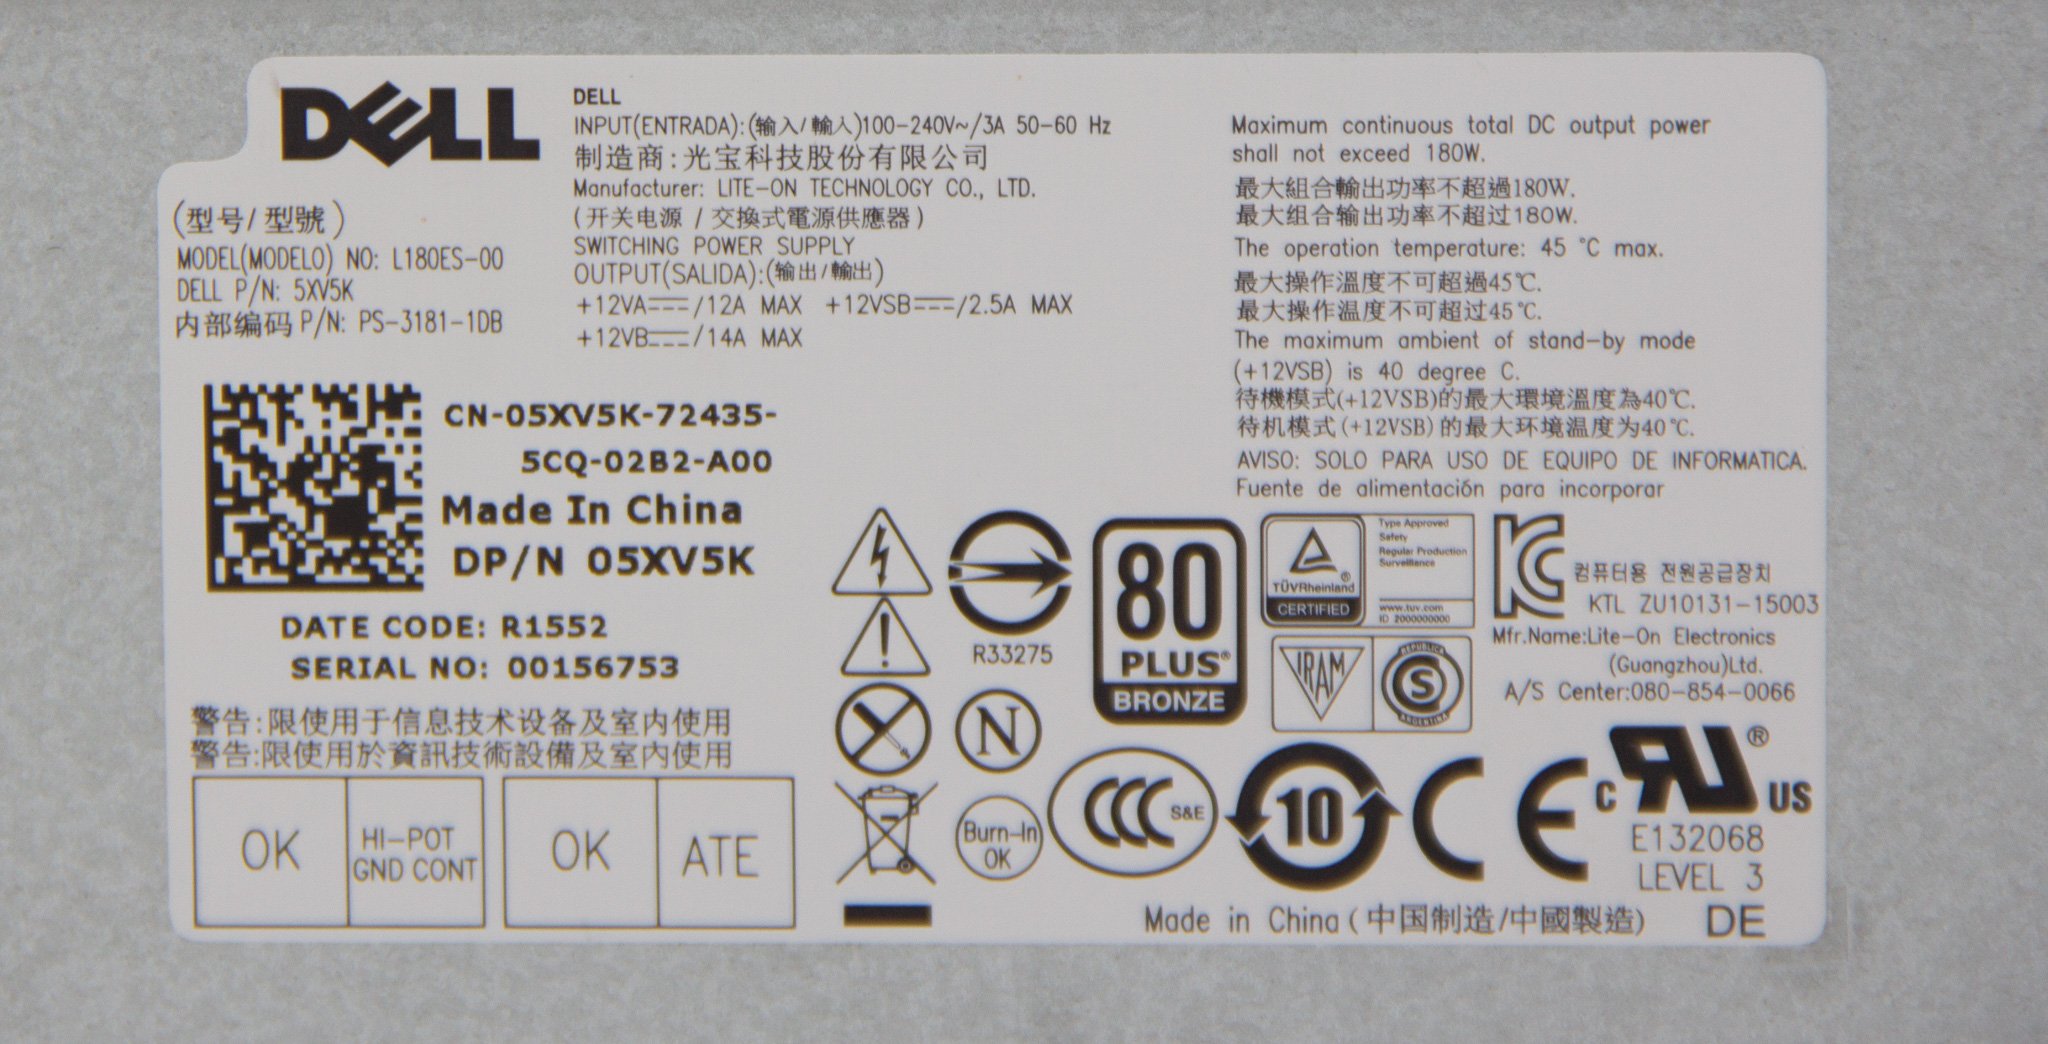 DELL
(型号/型號)
MODEL(MODELO) NO: L180ES-00
DELL P/N: 5XV5K
内部编码 P/N: PS-3181-1DB
DELL
INPUT(ENTRADA):(输入/輸入)100-240V~/3A 50-60 Hz
制造商:光宝科技股份有限公司
Manufacturer: LITE-ON TECHNOLOGY CO., LTD.
(开关电源 / 交換式電源供應器)
SWITCHING POWER SUPPLY
OUTPUT(SALIDA):(输出/輸出)
+12VA⎓/12A MAX +12VSB⎓/2.5A MAX
+12VB⎓/14A MAX
Maximum continuous total DC output power
shall not exceed 180W.
最大組合輸出功率不超過180W.
最大组合输出功率不超过180W.
The operation temperature: 45 °C max.
最大操作溫度不可超過45℃.
最大操作温度不可超过45℃.
The maximum ambient of stand-by mode
(+12VSB) is 40 degree C.
待機模式(+12VSB)的最大環境溫度為40℃.
待机模式(+12VSB)的最大环境温度为40℃.
AVISO: SOLO PARA USO DE EQUIPO DE INFORMATICA.
Fuente de alimentación para incorporar
CN-05XV5K-72435-
5CQ-02B2-A00
Made In China
DP/N 05XV5K
DATE CODE: R1552
SERIAL NO: 00156753
警告:限使用于信息技术设备及室内使用
警告:限使用於資訊技術設備及室內使用
OK
HI-POT
GND CONT
OK
ATE
R33275
N
Burn-In
OK
80
PLUS®
BRONZE
TÜVRheinland®
CERTIFIED
Type Approved
Safety
Regular Production
Surveillance
www.tuv.com
ID 2000000000
IRAM
REPUBLICA
S
ARGENTINA
KC
컴퓨터용 전원공급장치
KTL ZU10131-15003
Mfr.Name:Lite-On Electronics
(Guangzhou)Ltd.
A/S Center:080-854-0066
CCC S&E
10
CE
c RU® US
E132068
LEVEL 3
Made in China(中国制造/中國製造)
DE